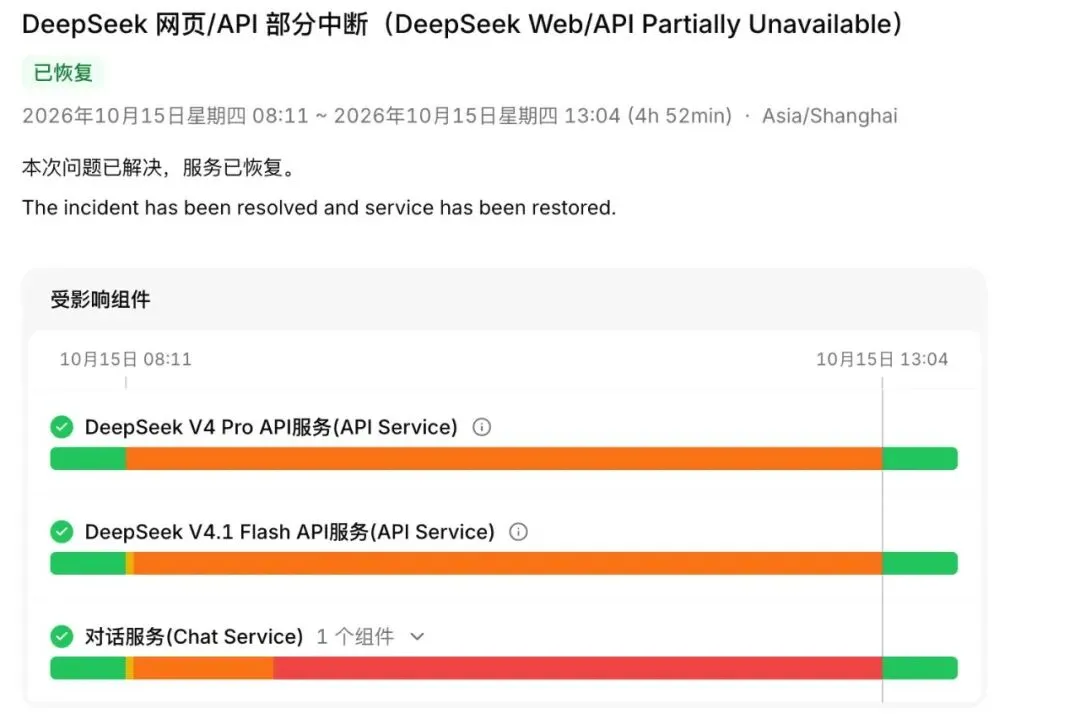 DeepSeek 网页/API 部分中断（DeepSeek Web/API Partially Unavailable）
已恢复
2026年10月15日星期四 08:11 ~ 2026年10月15日星期四 13:04 (4h 52min) · Asia/Shanghai
本次问题已解决，服务已恢复。
The incident has been resolved and service has been restored.
受影响组件
10月15日 08:11 10月15日 13:04
DeepSeek V4 Pro API服务(API Service)
DeepSeek V4.1 Flash API服务(API Service)
对话服务(Chat Service) 1 个组件